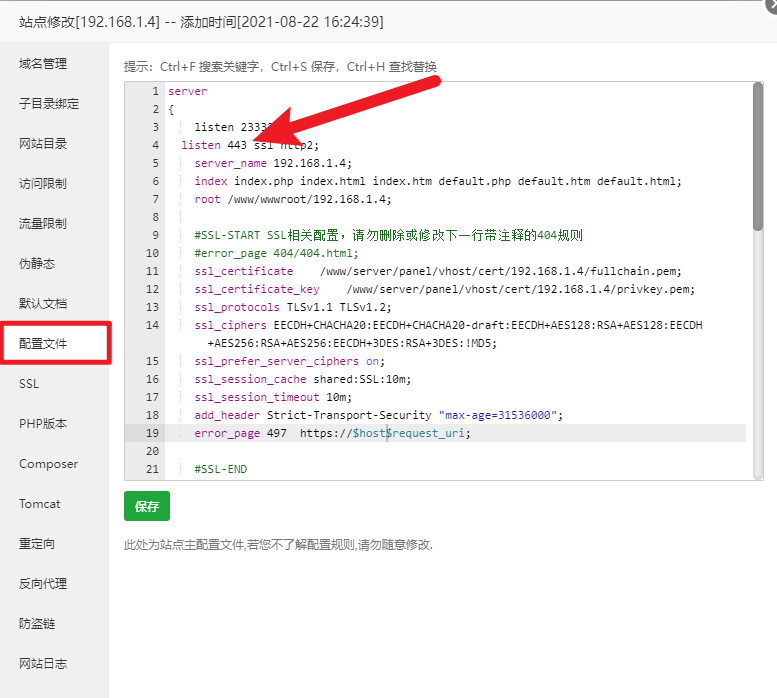 站点修改[192.168.1.4] -- 添加时间[2021-08-22 16:24:39]
域名管理
子目录绑定
网站目录
访问限制
流量限制
伪静态
默认文档
配置文件
SSL
PHP版本
Composer
Tomcat
重定向
反向代理
防盗链
网站日志
提示：Ctrl+F 搜索关键字，Ctrl+S 保存，Ctrl+H 查找替换
1 server
2 {
3 listen
4 listen 443 ssl http2;
5 server_name 192.168.1.4;
6 index index.php index.html index.htm default.php default.htm default.html;
7 root /www/wwwroot/192.168.1.4;
8
9 #SSL-START SSL相关配置，请勿删除或修改下一行带注释的404规则
10 #error_page 404/404.html;
11 ssl_certificate    /www/server/panel/vhost/cert/192.168.1.4/fullchain.pem;
12 ssl_certificate_key    /www/server/panel/vhost/cert/192.168.1.4/privkey.pem;
13 ssl_protocols TLSv1.1 TLSv1.2;
14 ssl_ciphers EECDH+CHACHA20:EECDH+CHACHA20-draft:EECDH+AES128:RSA+AES128:EECDH
+AES256:RSA+AES256:EECDH+3DES:RSA+3DES:!MD5;
15 ssl_prefer_server_ciphers on;
16 ssl_session_cache shared:SSL:10m;
17 ssl_session_timeout 10m;
18 add_header Strict-Transport-Security "max-age=31536000";
19 error_page 497  https://$host$request_uri;
20
21 #SSL-END
保存
此处为站点主配置文件,若您不了解配置规则,请勿随意修改.